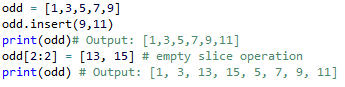 odd = [1,3,5,7,9]
odd.insert(9,11)
print(odd)# Output: [1,3,5,7,9,11]
odd[2:2] = [13, 15] # empty slice operation
print(odd) # Output: [1, 3, 13, 15, 5, 7, 9, 11]